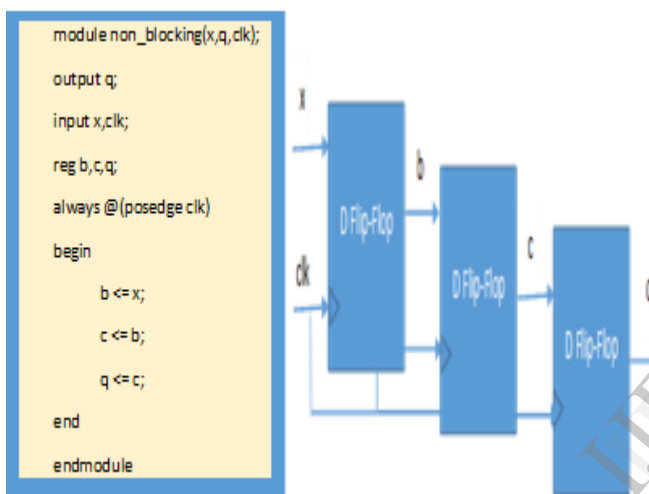 module non_blocking(x,q,clk);
output q;
input x,clk;
reg b,c,q;
always @(posedge clk)
begin
b <= x;
c <= b;
q <= c;
end
endmodule
x
clk
D Flip-Flop
b
D Flip-Flop
c
D Flip-Flop